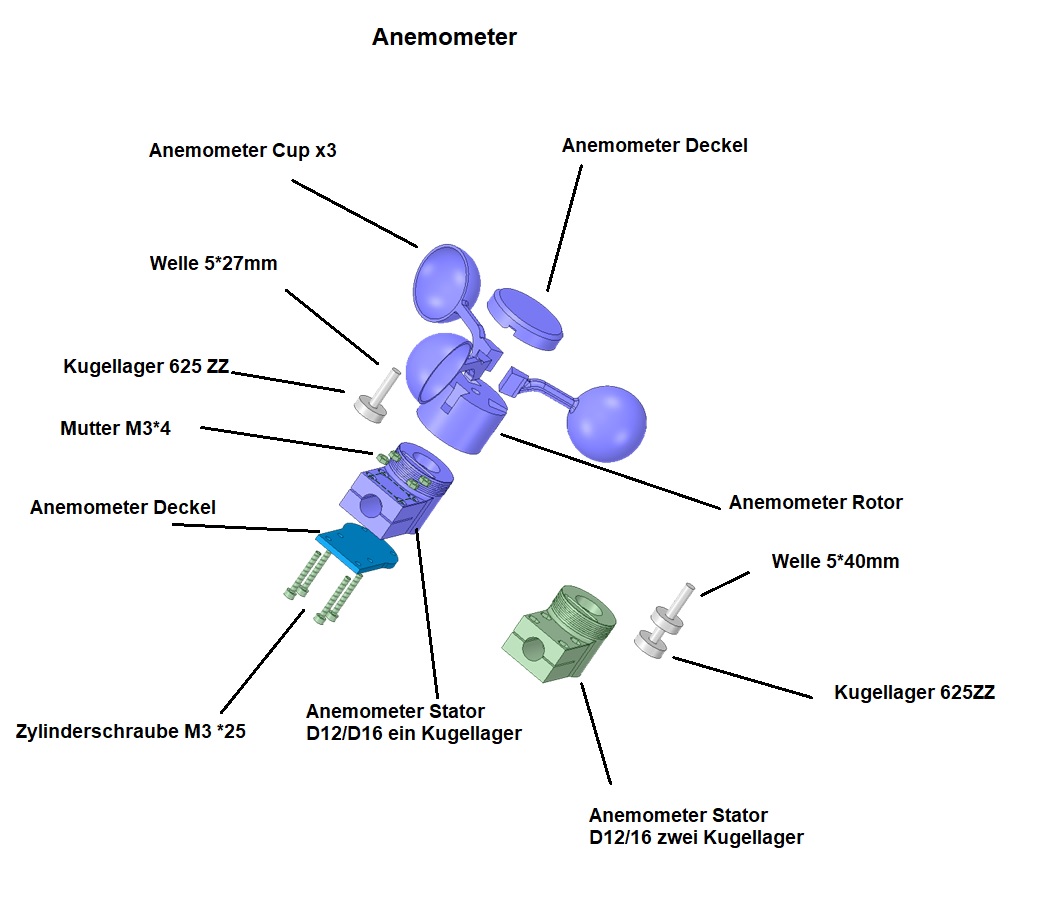 Anemometer
Anemometer Cup x3
Anemometer Deckel
Welle 5*27mm
Kugellager 625 ZZ
Mutter M3*4
Anemometer Deckel
Anemometer Rotor
Welle 5*40mm
Kugellager 625ZZ
Zylinderschraube M3 *25
Anemometer Stator
D12/D16 ein Kugellager
Anemometer Stator
D12/16 zwei Kugellager